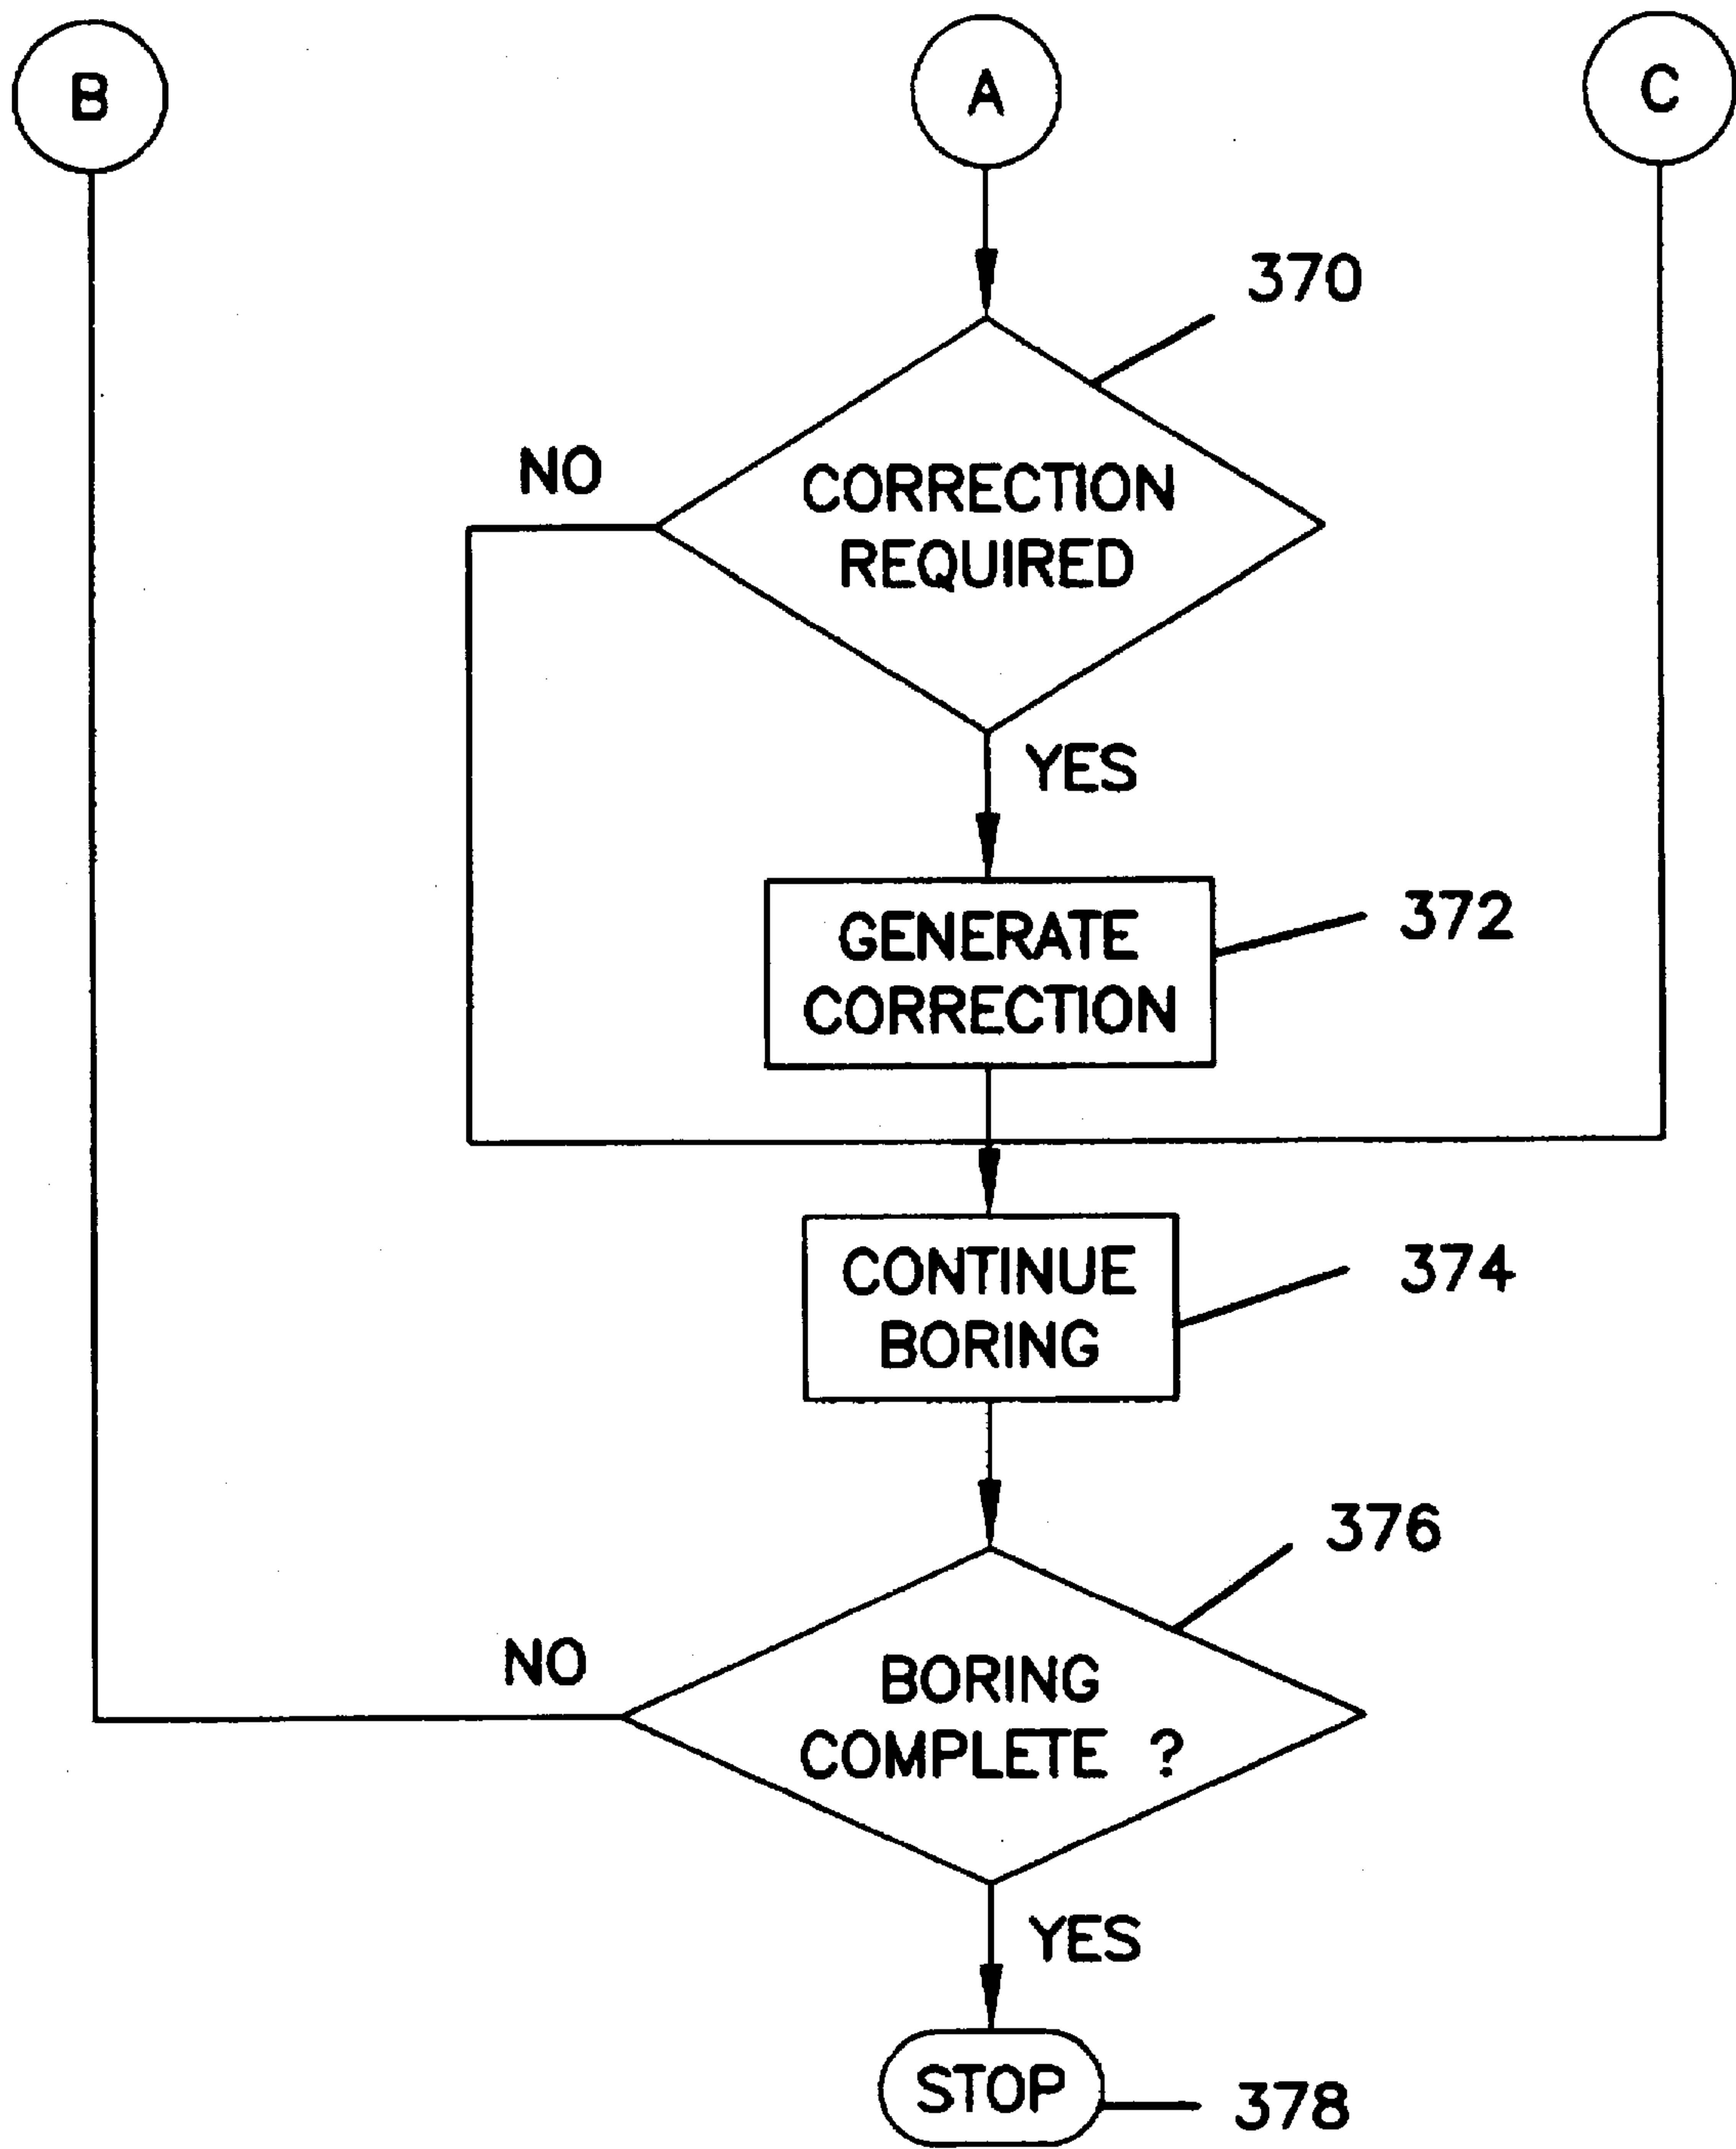 B
A
C
370
NO
CORRECTION
REQUIRED
YES
GENERATE
CORRECTION
372
CONTINUE
BORING
374
376
NO
BORING
COMPLETE ?
YES
STOP
378